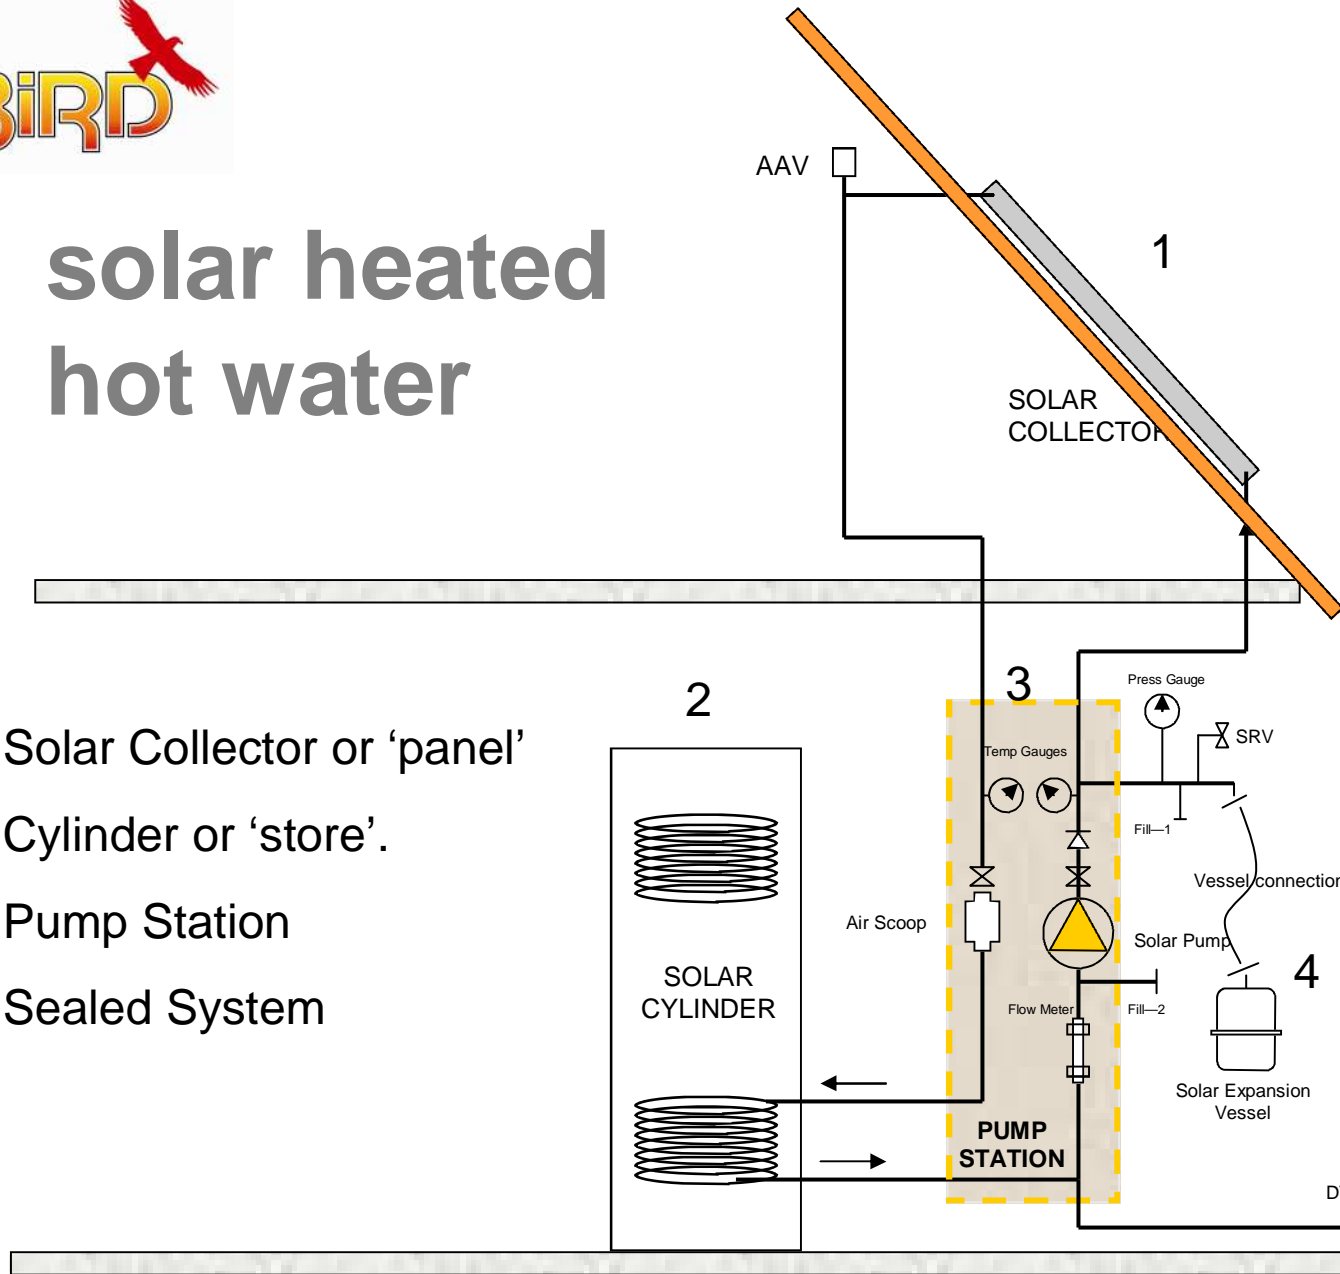 BiRD
solar heated
hot water
AAV
1
SOLAR
COLLECTOR
2
3
Press Gauge
SRV
Temp Gauges
Solar Collector or ‘panel’
Cylinder or ‘store’.
Pump Station
Sealed System
Fill—1
Vessel connection
Air Scoop
Solar Pump
4
SOLAR
CYLINDER
Flow Meter
Fill—2
Solar Expansion
Vessel
PUMP
STATION